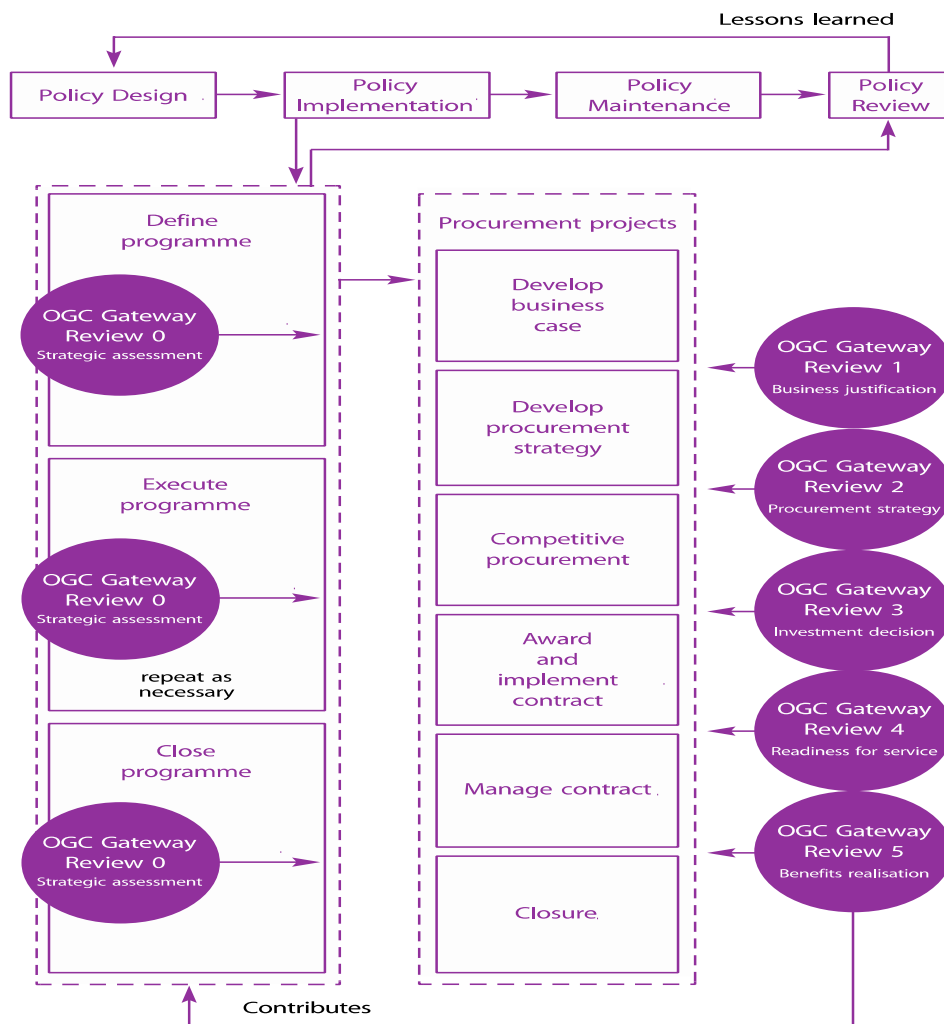 Lessons learned
Policy Design
Policy
Implementation
Policy
Maintenance
Policy
Review
Define
programme
OGC Gateway
Review 0
Strategic assessment
Execute
programme
OGC Gateway
Review 0
Strategic assessment
repeat as
necessary
Close
programme
OGC Gateway
Review 0
Strategic assessment
Procurement projects
Develop
business
case
Develop
procurement
strategy
Competitive
procurement
Award
and
implement
contract
Manage contract
Closure
OGC Gateway
Review 1
Business justification
OGC Gateway
Review 2
Procurement strategy
OGC Gateway
Review 3
Investment decision
OGC Gateway
Review 4
Readiness for service
OGC Gateway
Review 5
Benefits realisation
Contributes